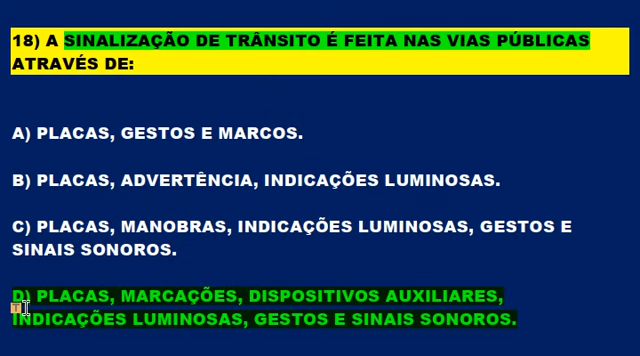 18) A SINALIZAÇÃO DE TRÂNSITO É FEITA NAS VIAS PÚBLICAS
ATRAVÉS DE:
A) PLACAS, GESTOS E MARCOS.
B) PLACAS, ADVERTÊNCIA, INDICAÇÕES LUMINOSAS.
C) PLACAS, MANOBRAS, INDICAÇÕES LUMINOSAS, GESTOS E
SINAIS SONOROS.
D) PLACAS, MARCAÇÕES, DISPOSITIVOS AUXILIARES,
INDICAÇÕES LUMINOSAS, GESTOS E SINAIS SONOROS.